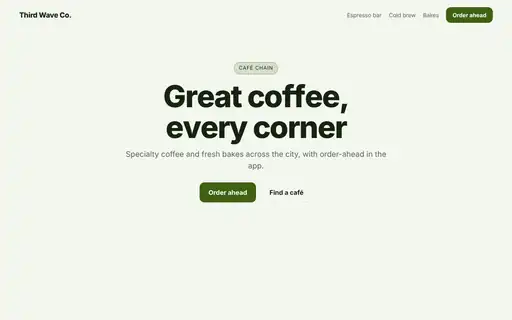 Third Wave Co.
Espresso bar Cold brew Bakes Order ahead
CAFÉ CHAIN
Great coffee,
every corner
Specialty coffee and fresh bakes across the city, with order-ahead in the
app.
Order ahead Find a café